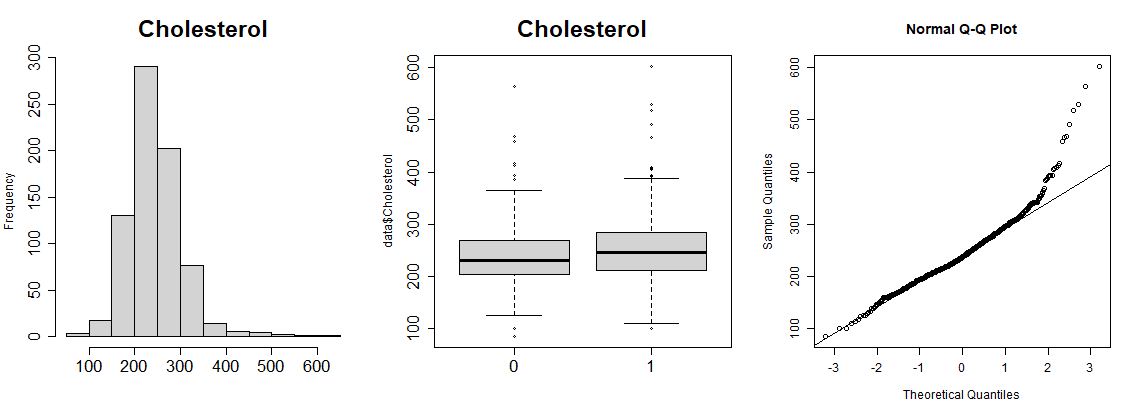 Cholesterol
Frequency
0 50 100 150 200 250 300
100 200 300 400 500 600
Cholesterol
data$Cholesterol
100 200 300 400 500 600
0 1
Normal Q-Q Plot
Sample Quantiles
100 200 300 400 500 600
-3 -2 -1 0 1 2 3
Theoretical Quantiles